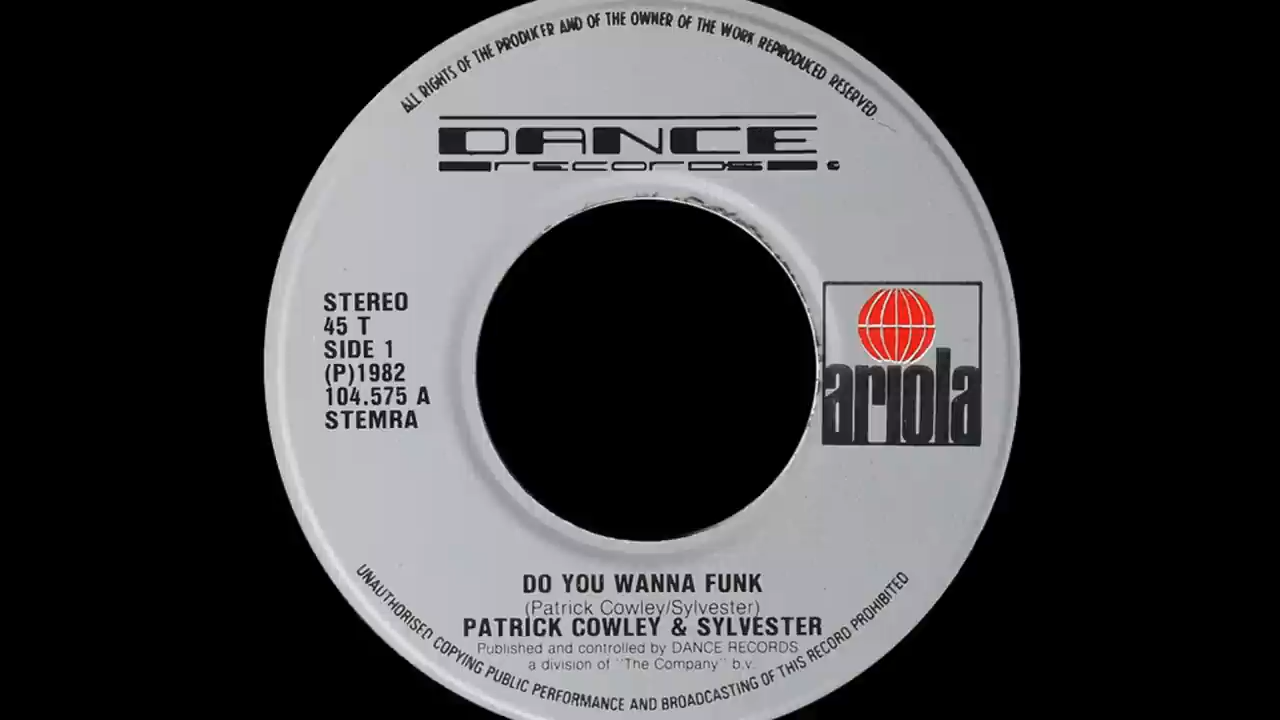 ALL RIGHTS OF THE PRODUCER AND OF THE OWNER OF THE WORK REPRODUCED RESERVED.
DANCE
records
STEREO
45 T
SIDE 1
(P)1982
104.575 A
STEMRA
ariola
DO YOU WANNA FUNK
(Patrick Cowley/Sylvester)
PATRICK COWLEY & SYLVESTER
Published and controlled by DANCE RECORDS
a division of "The Company" b.v.
UNAUTHORISED COPYING PUBLIC PERFORMANCE AND BROADCASTING OF THIS RECORD PROHIBITED